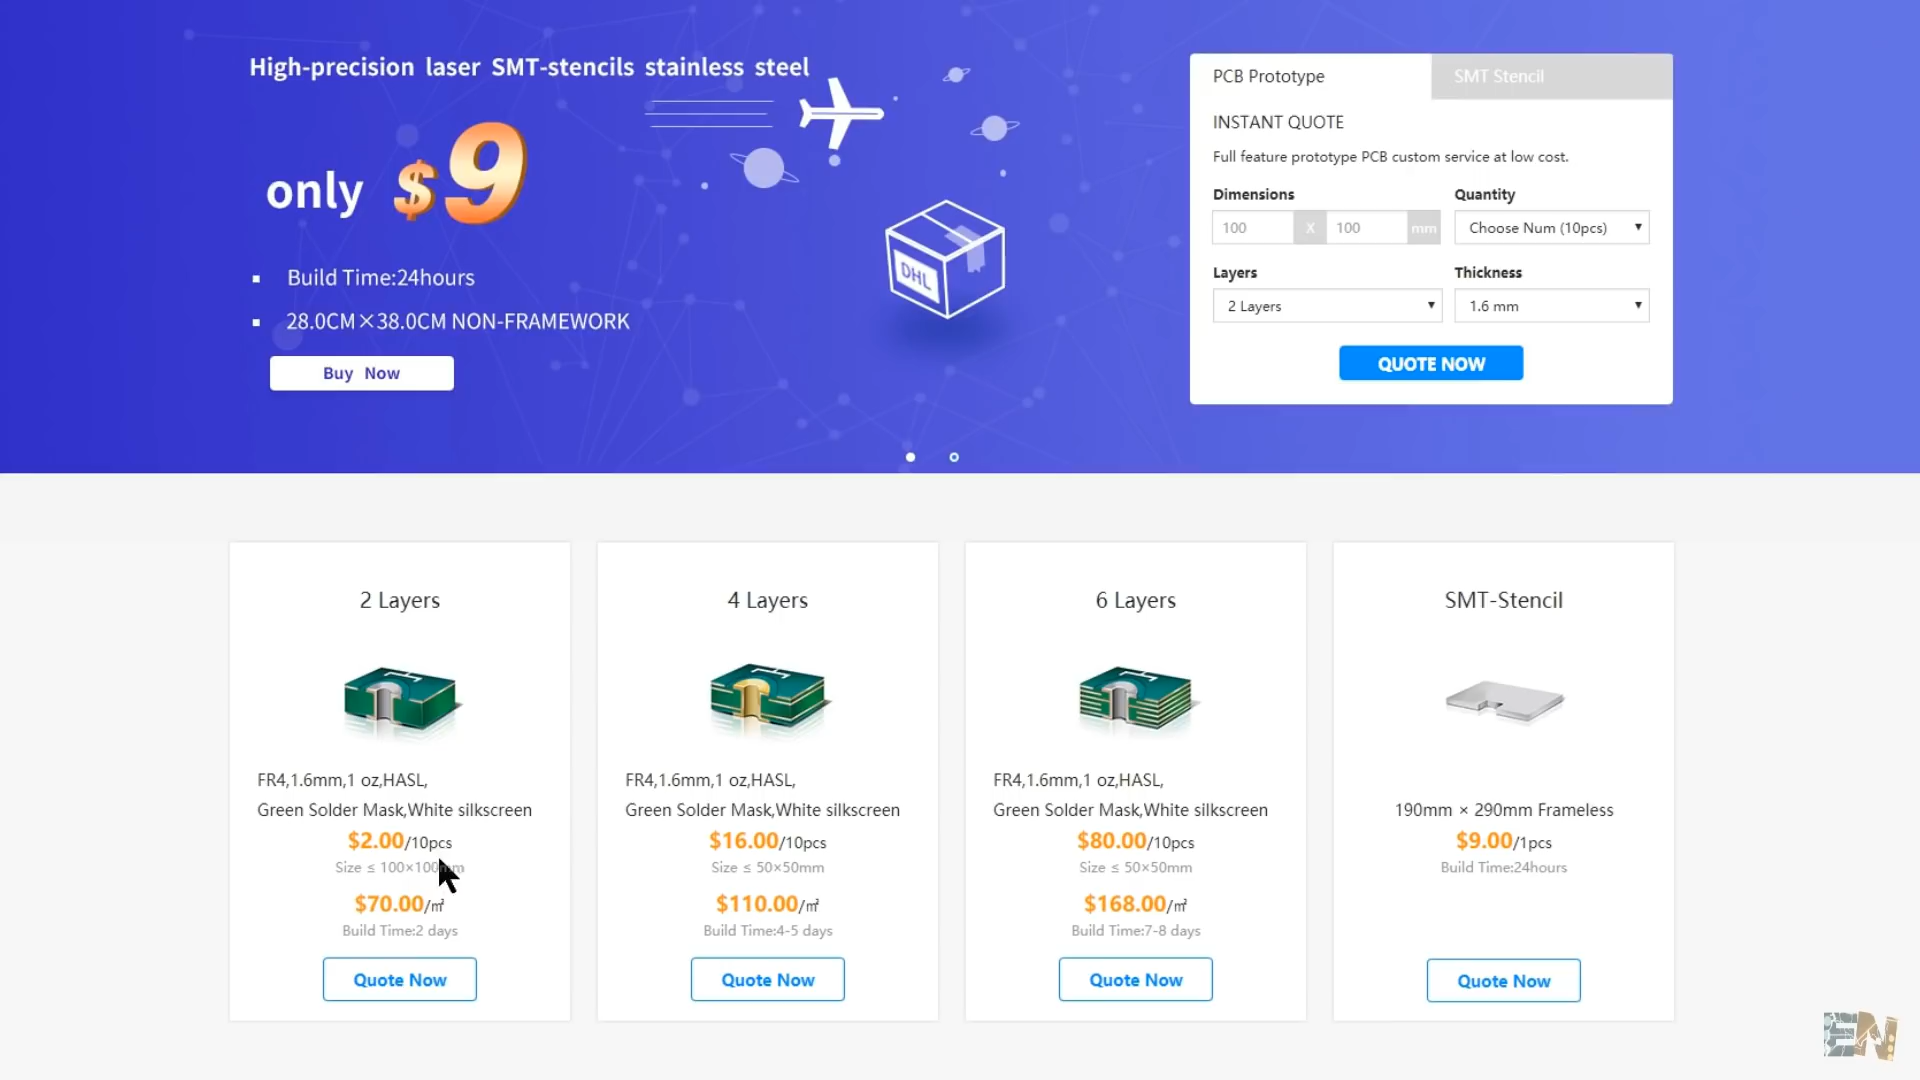 High-precision laser SMT-stencils stainless steel
only $9
▪ Build Time:24hours
▪ 28.0CM×38.0CM NON-FRAMEWORK
Buy Now
DHL
PCB Prototype
SMT Stencil
INSTANT QUOTE
Full feature prototype PCB custom service at low cost.
Dimensions
Quantity
100 X 100 mm
Choose Num (10pcs)
Layers
Thickness
2 Layers
1.6 mm
QUOTE NOW
2 Layers
FR4,1.6mm,1 oz,HASL,
Green Solder Mask,White silkscreen
$2.00/10pcs
Size ≤ 100×100mm
$70.00/㎡
Build Time:2 days
Quote Now
4 Layers
FR4,1.6mm,1 oz,HASL,
Green Solder Mask,White silkscreen
$16.00/10pcs
Size ≤ 50×50mm
$110.00/㎡
Build Time:4-5 days
Quote Now
6 Layers
FR4,1.6mm,1 oz,HASL,
Green Solder Mask,White silkscreen
$80.00/10pcs
Size ≤ 50×50mm
$168.00/㎡
Build Time:7-8 days
Quote Now
SMT-Stencil
190mm × 290mm Frameless
$9.00/1pcs
Build Time:24hours
Quote Now
EN